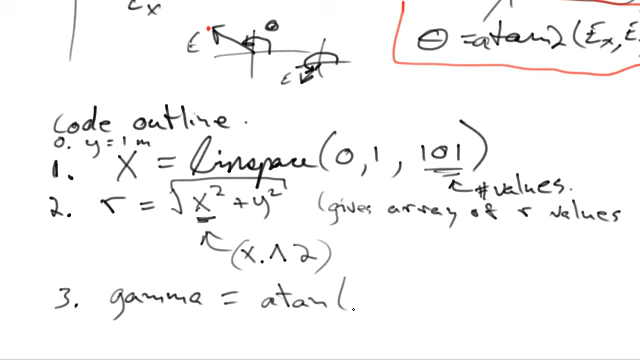 Ex
E θ
Θ = atan2 (Ex, E
E
Code outline.
0. y = 1 m
1. X = linspace (0, 1, 101)
# values.
2. r = √x² + y² (gives array of r values
(x.^2)
3. gamma = atan (